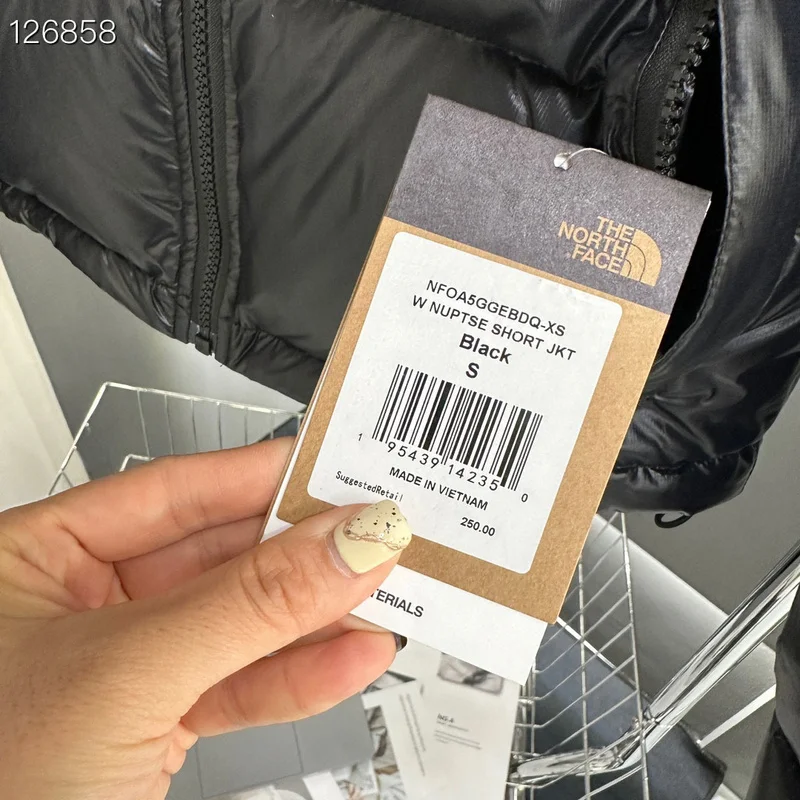 126858
THE
NORTH
FACE
NFOA5GGEBDQ-XS
W NUPTSE SHORT JKT
Black
S
1 95439 14235 0
MADE IN VIETNAM
SuggestedRetail
250.00
TERIALS